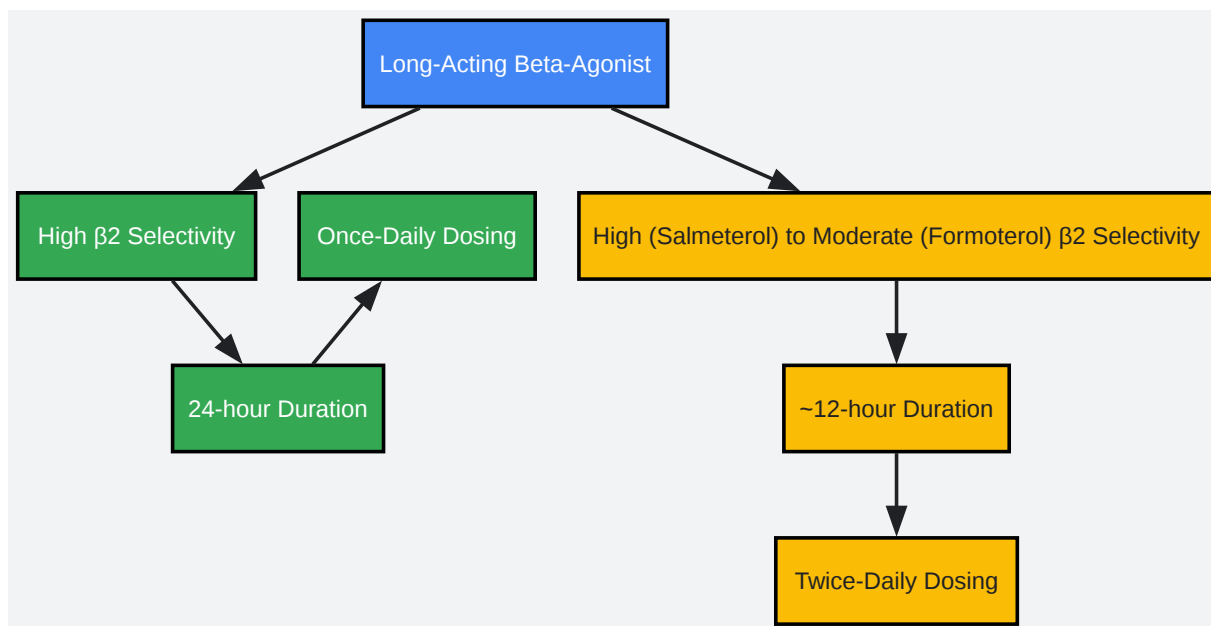 Long-Acting Beta-Agonist
High β2 Selectivity
Once-Daily Dosing
High (Salmeterol) to Moderate (Formoterol) β2 Selectivity
24-hour Duration
~12-hour Duration
Twice-Daily Dosing